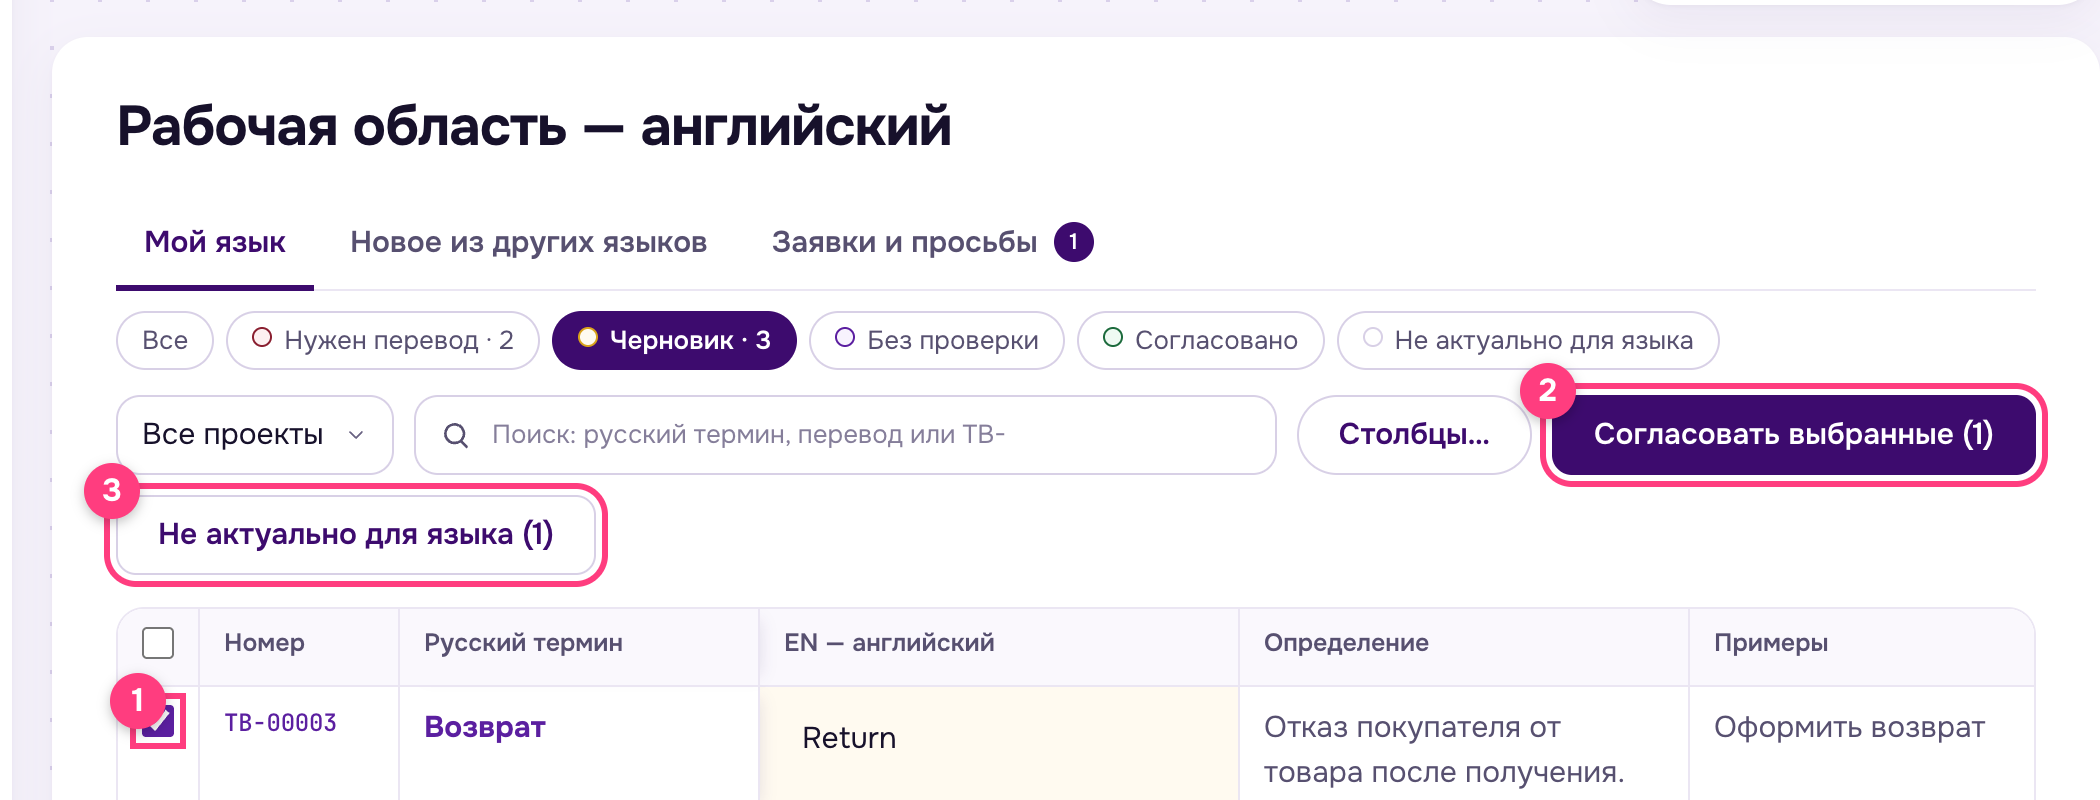 Рабочая область — английский
Мой язык
Новое из других языков
Заявки и просьбы 1
Все
Нужен перевод · 2
Черновик · 3
Без проверки
Согласовано
Не актуально для языка
Все проекты
Поиск: русский термин, перевод или ТВ-
Столбцы...
2
Согласовать выбранные (1)
3
Не актуально для языка (1)
Номер
Русский термин
EN — английский
Определение
Примеры
1
ТВ-00003
Возврат
Return
Отказ покупателя от
товара после получения.
Оформить возврат